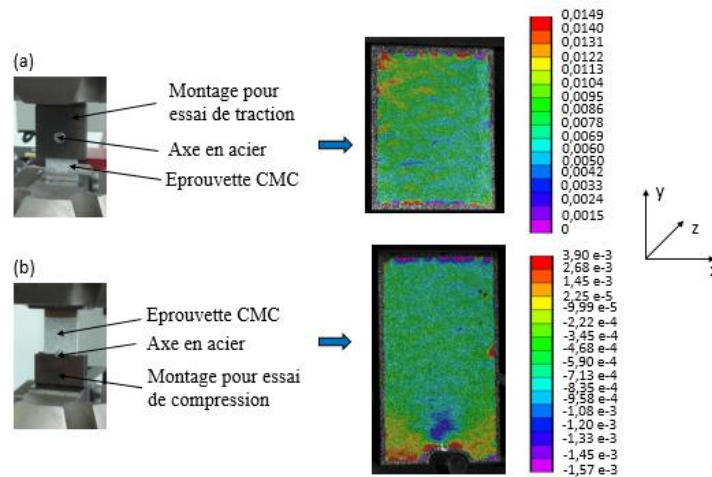 (a)
Montage pour
essai de traction
Axe en acier
Eprouvette CMC
0,0149
0,0140
0,0131
0,0122
0,0113
0,0104
0,0095
0,0086
0,0078
0,0069
0,0060
0,0050
0,0042
0,0033
0,0024
0,0015
0
y
z
x
(b)
Eprouvette CMC
Axe en acier
Montage pour essai
de compression
3,90 e-3
2,68 e-3
1,45 e-3
2,25 e-5
-9,99 e-5
-2,22 e-4
-3,45 e-4
-4,68 e-4
-5,90 e-4
-7,13 e-4
-8,35 e-4
-9,58 e-4
-1,08 e-3
-1,20 e-3
-1,33 e-3
-1,45 e-3
-1,57 e-3